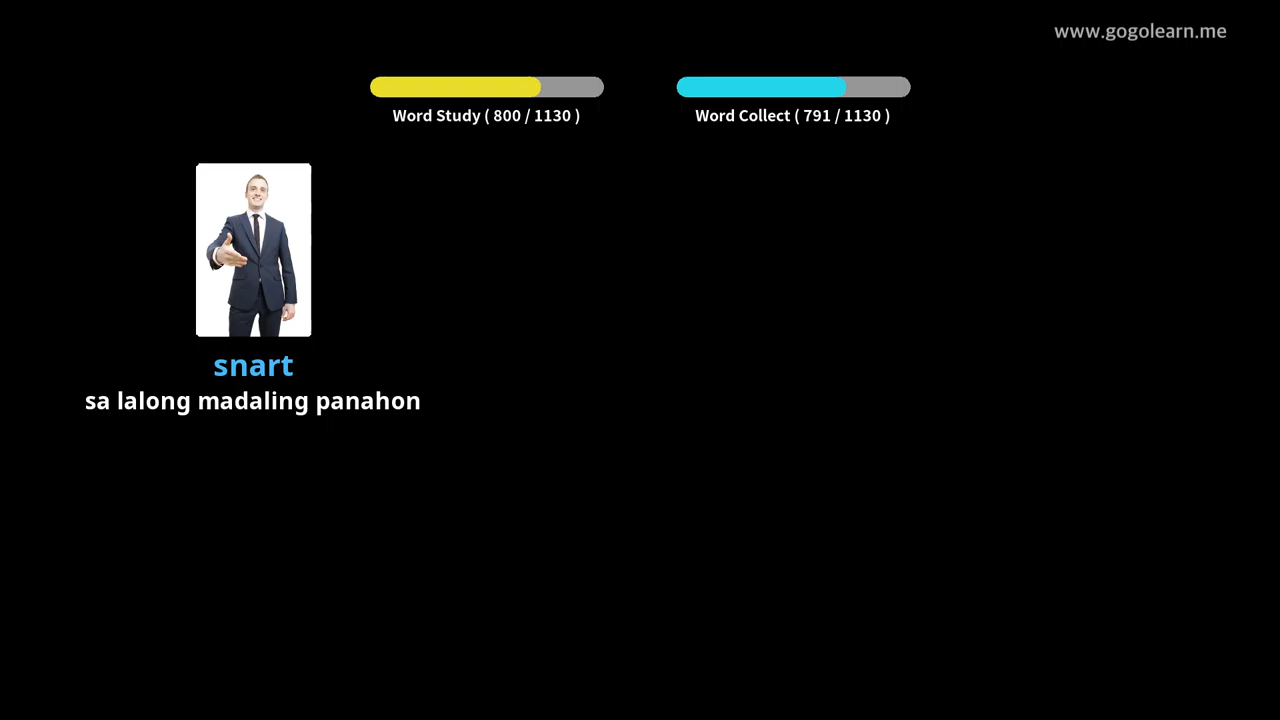 www.gogolearn.me
Word Study ( 800 / 1130 )
Word Collect ( 791 / 1130 )
snart
sa lalong madaling panahon